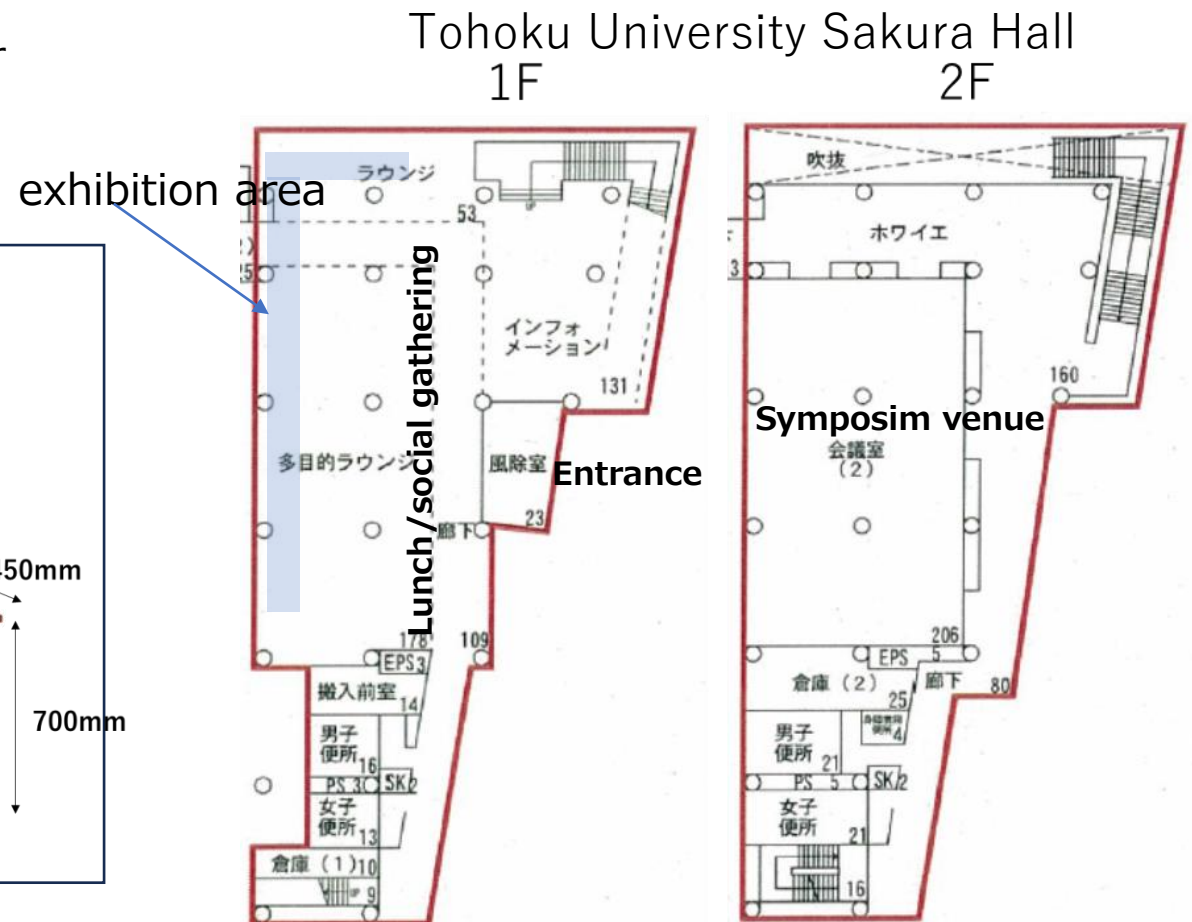 Tohoku University Sakura Hall
1F
2F
exhibition area
450mm
700mm
ラウンジ
53
インフォ
メーション
131
多目的ラウンジ
Lunch/social gathering
風除室
Entrance
23
廊下
178
109
EPS 3
搬入前室
14
男子
便所
16
PS 3
SK 2
女子
便所
13
倉庫（1）10
UP
9
吹抜
ホワイエ
3
160
Symposim venue
会議室
（2）
206
EPS 5
倉庫（2）
25
廊下
80
4
男子
便所
21
PS 5
SK 2
女子
便所
21
16